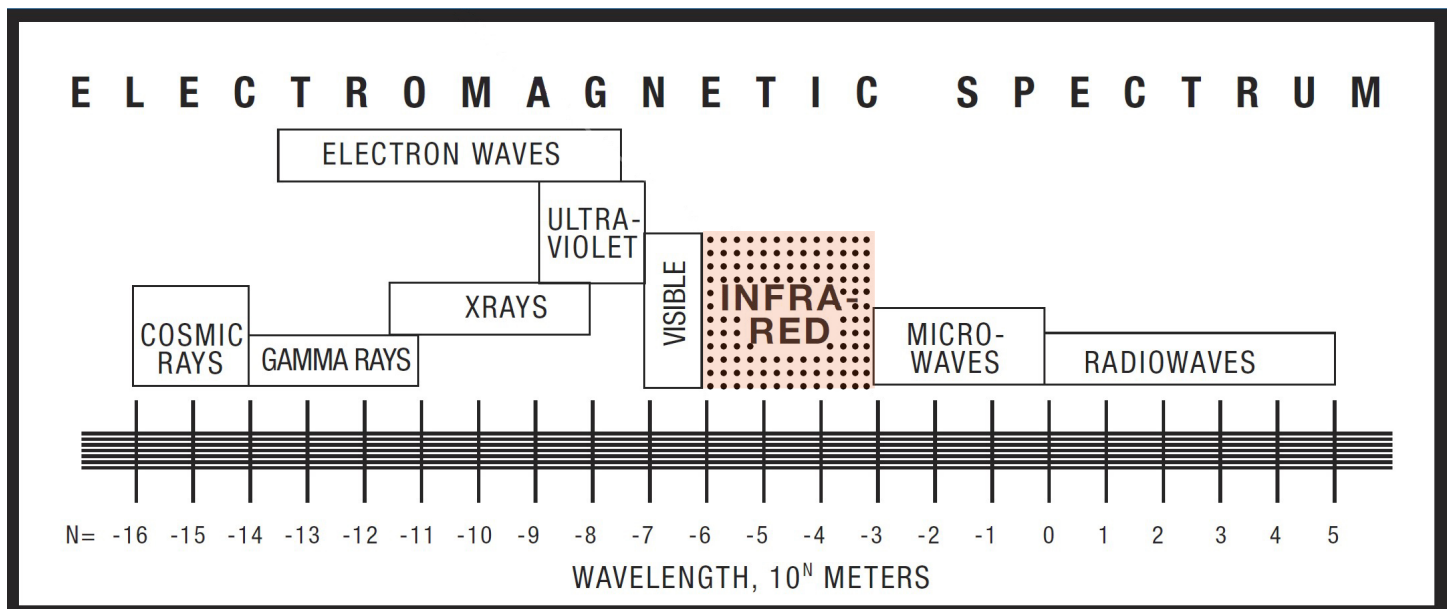 ELECTROMAGNETIC SPECTRUM
ELECTRON WAVES
ULTRA-
VIOLET
XRAYS
COSMIC
RAYS
GAMMA RAYS
VISIBLE
INFRA-
RED
MICRO-
WAVES
RADIOWAVES
N= -16 -15 -14 -13 -12 -11 -10 -9 -8 -7 -6 -5 -4 -3 -2 -1 0 1 2 3 4 5
WAVELENGTH, 10ᴺ METERS